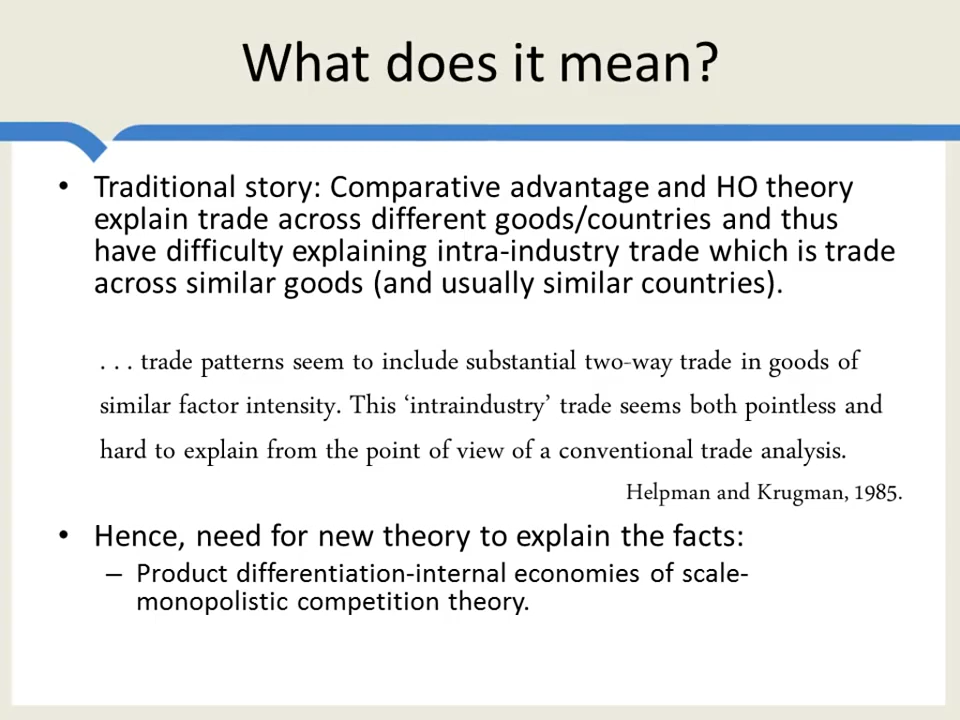 What does it mean?
• Traditional story: Comparative advantage and HO theory
explain trade across different goods/countries and thus
have difficulty explaining intra-industry trade which is trade
across similar goods (and usually similar countries).
. . . trade patterns seem to include substantial two-way trade in goods of
similar factor intensity. This ‘intraindustry’ trade seems both pointless and
hard to explain from the point of view of a conventional trade analysis.
Helpman and Krugman, 1985.
• Hence, need for new theory to explain the facts:
– Product differentiation-internal economies of scale-
monopolistic competition theory.